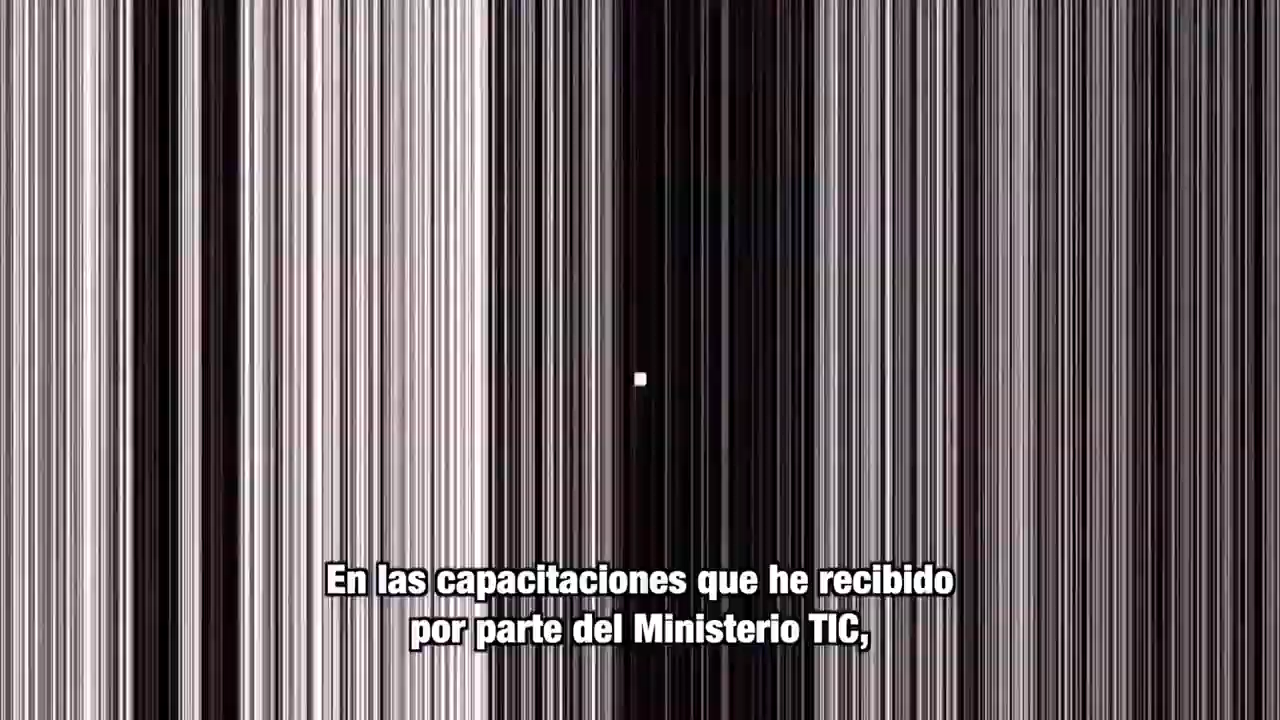 En las capacitaciones que he recibido
por parte del Ministerio TIC,